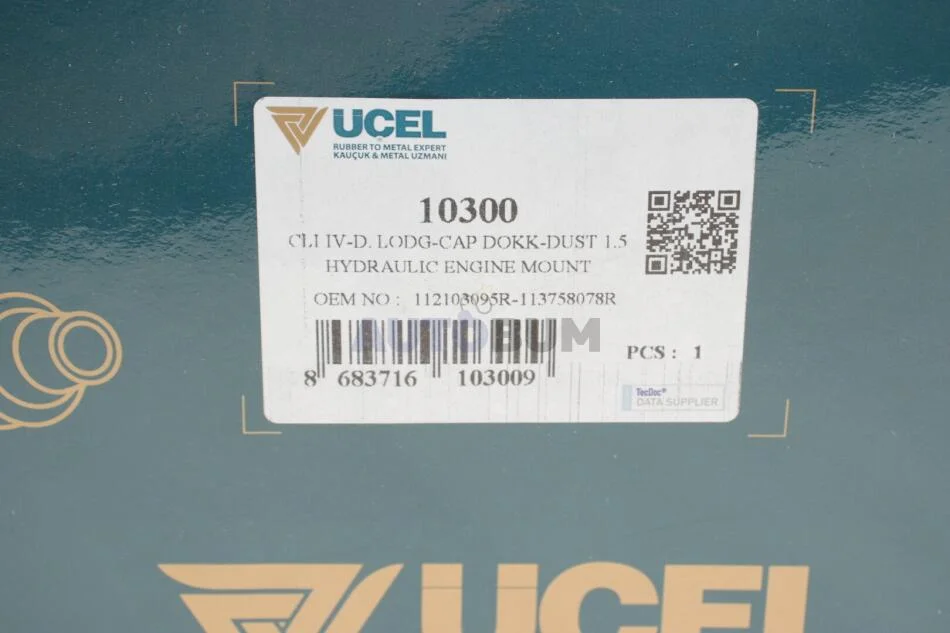 UCEL
RUBBER TO METAL EXPERT
KAUÇUK & METAL UZMANI
10300
CLI IV-D. LODG-CAP DOKK-DUST 1.5
HYDRAULIC ENGINE MOUNT
OEM NO : 112103095R-113758078R
AUTOBUM
PCS : 1
8 683716 103009
TecDoc®
DATA SUPPLIER
UCEL